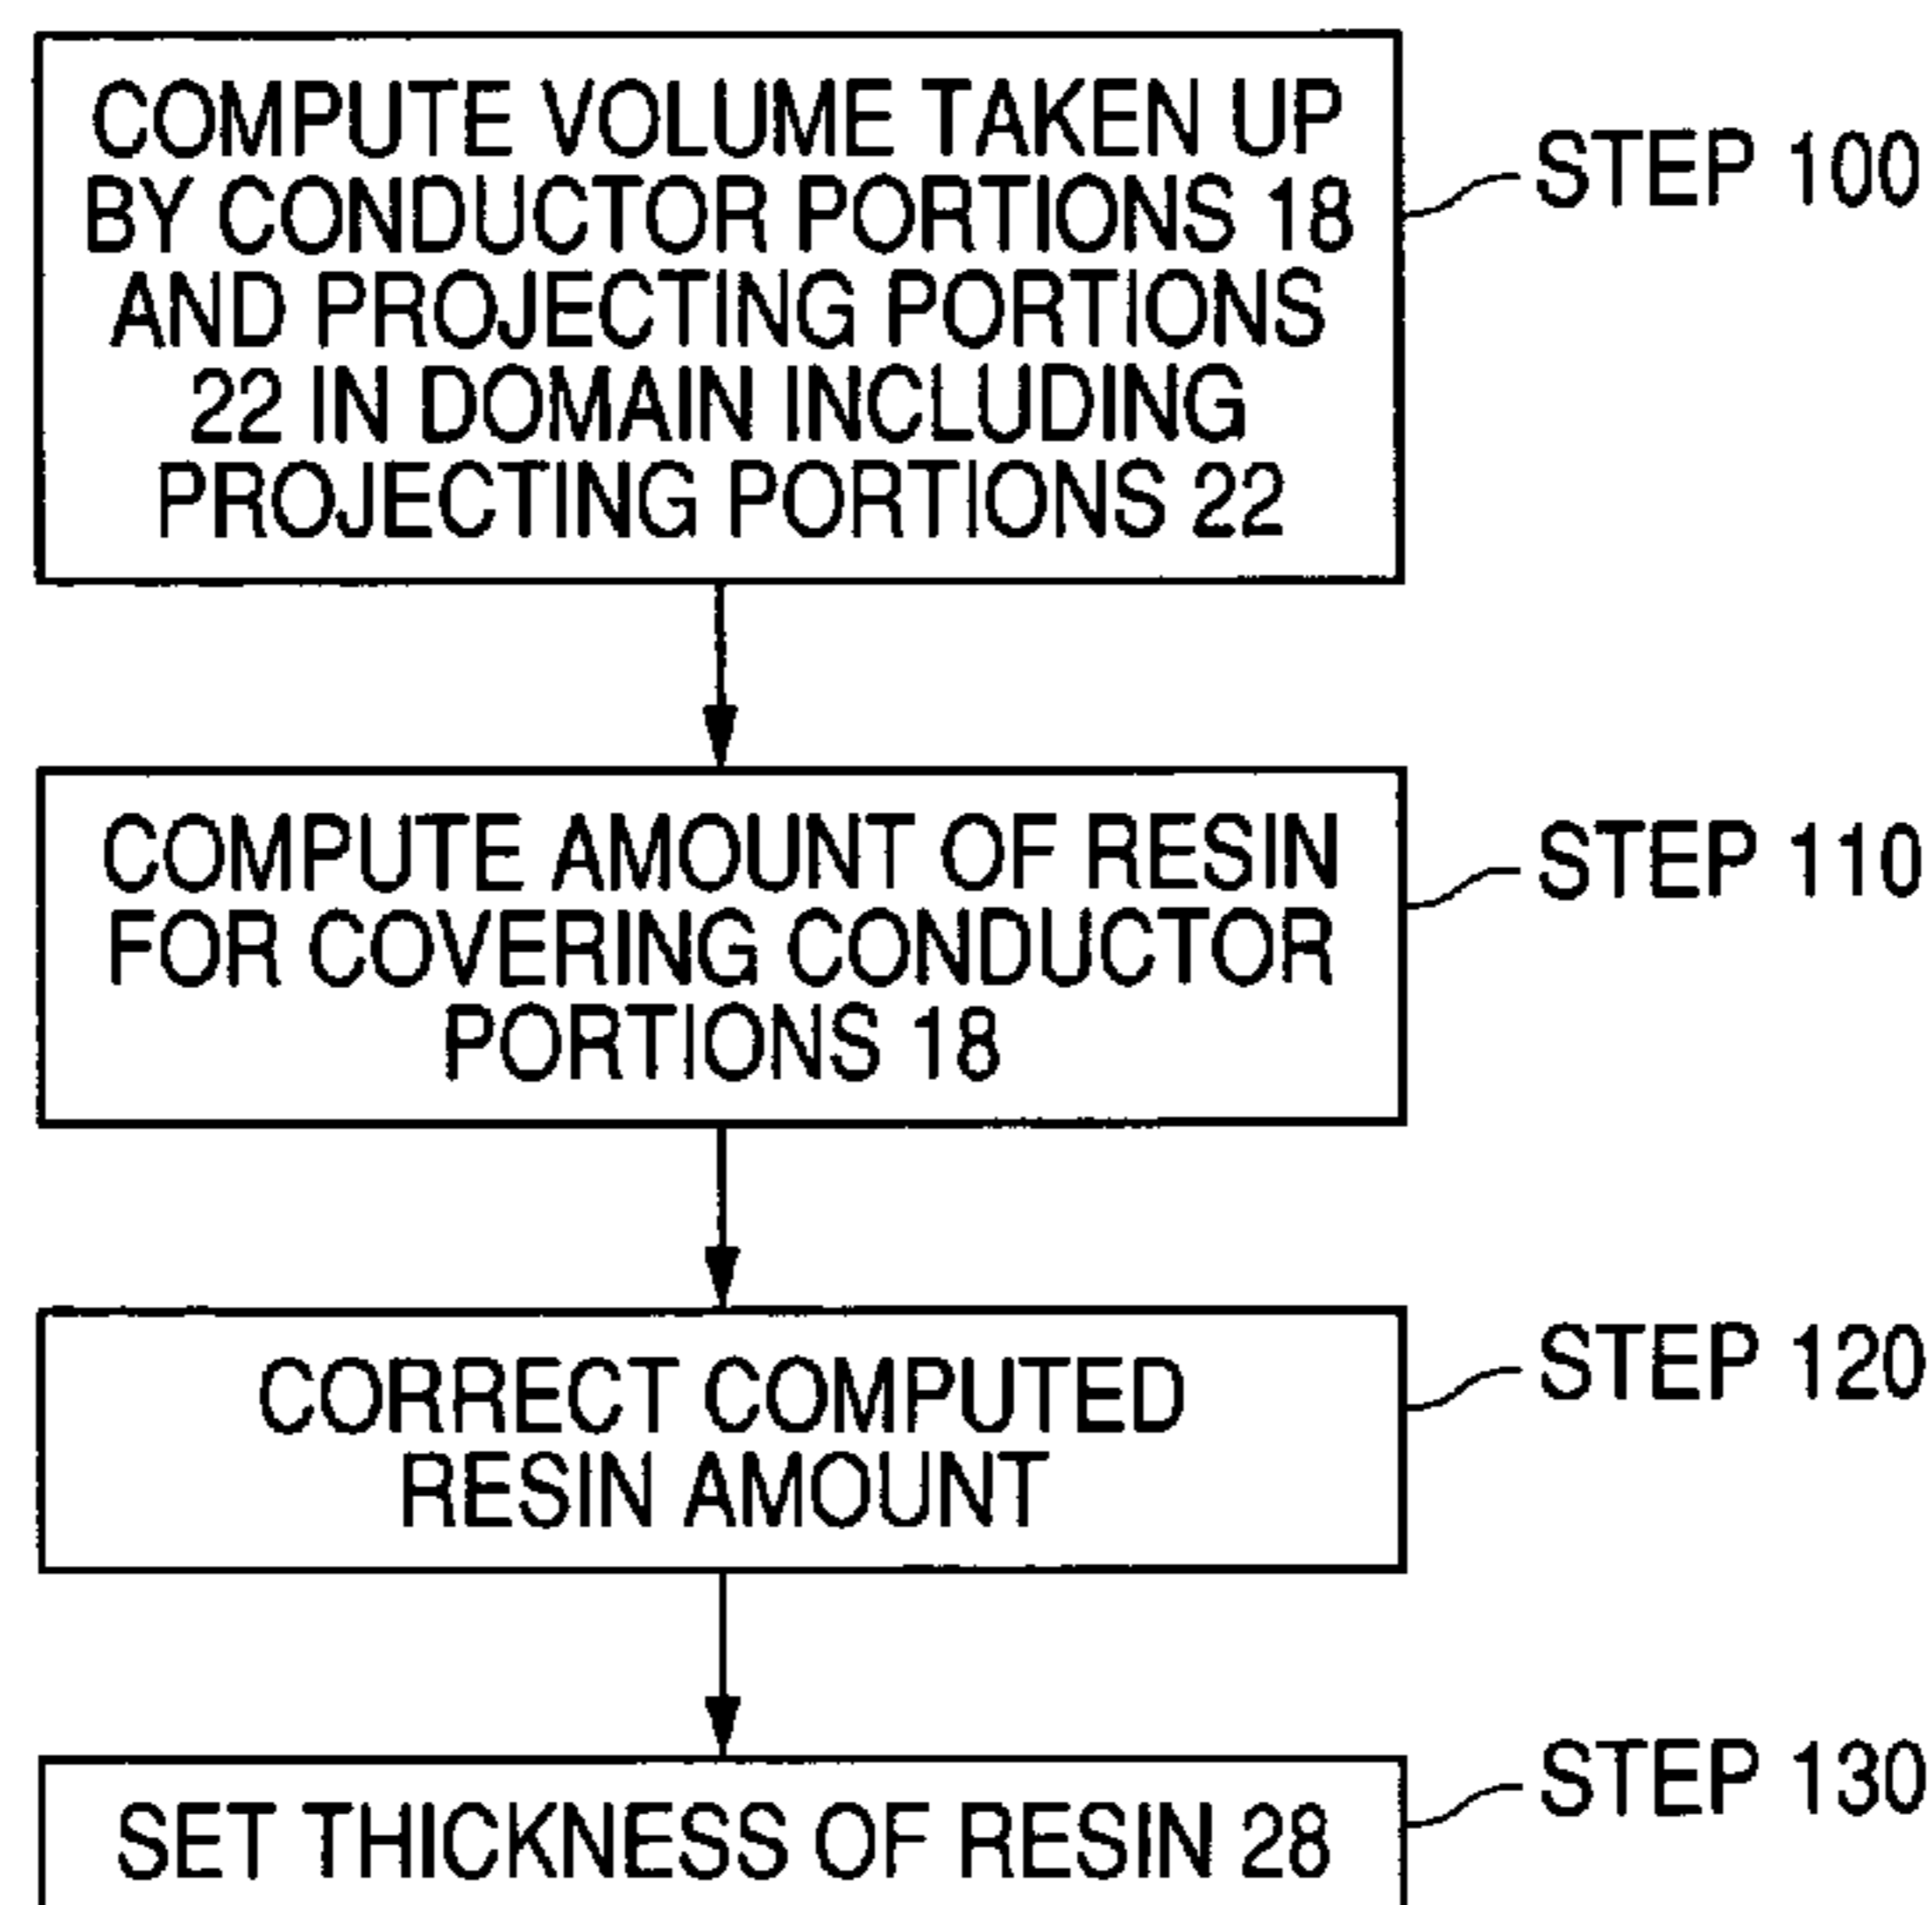 COMPUTE VOLUME TAKEN UP
BY CONDUCTOR PORTIONS 18
AND PROJECTING PORTIONS
22 IN DOMAIN INCLUDING
PROJECTING PORTIONS 22
STEP 100
COMPUTE AMOUNT OF RESIN
FOR COVERING CONDUCTOR
PORTIONS 18
STEP 110
CORRECT COMPUTED
RESIN AMOUNT
STEP 120
SET THICKNESS OF RESIN 28
STEP 130